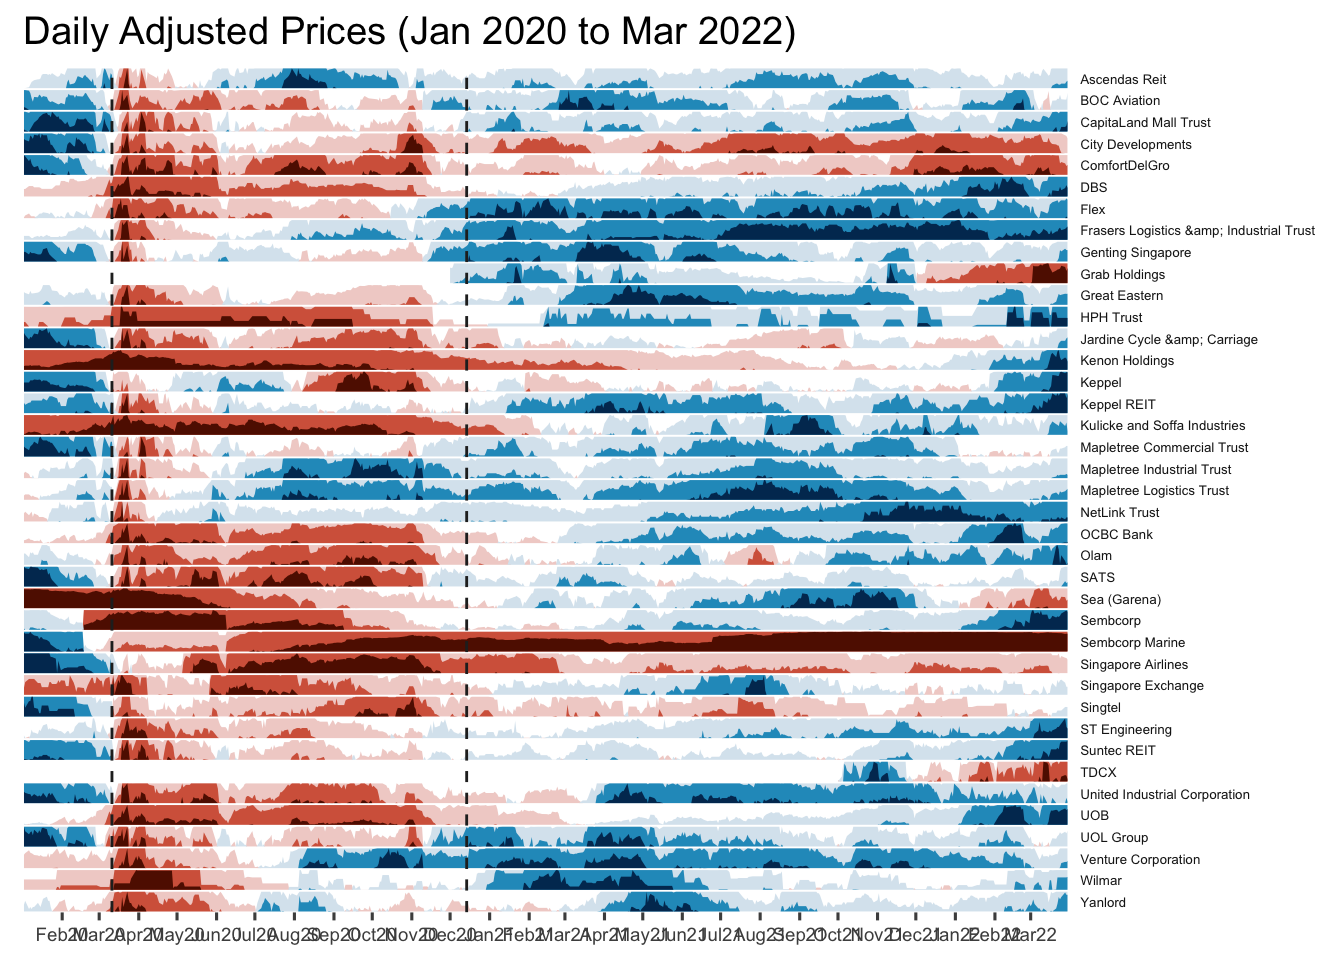 Daily Adjusted Prices (Jan 2020 to Mar 2022)
Ascendas Reit
BOC Aviation
CapitaLand Mall Trust
City Developments
ComfortDelGro
DBS
Flex
Frasers Logistics &amp; Industrial Trust
Genting Singapore
Grab Holdings
Great Eastern
HPH Trust
Jardine Cycle &amp; Carriage
Kenon Holdings
Keppel
Keppel REIT
Kulicke and Soffa Industries
Mapletree Commercial Trust
Mapletree Industrial Trust
Mapletree Logistics Trust
NetLink Trust
OCBC Bank
Olam
SATS
Sea (Garena)
Sembcorp
Sembcorp Marine
Singapore Airlines
Singapore Exchange
Singtel
ST Engineering
Suntec REIT
TDCX
United Industrial Corporation
UOB
UOL Group
Venture Corporation
Wilmar
Yanlord
Feb20 Mar20 Apr20 May20 Jun20 Jul20 Aug20 Sep20 Oct20 Nov20 Dec20 Jan21 Feb21 Mar21 Apr21 May21 Jun21 Jul21 Aug21 Sep21 Oct21 Nov21 Dec21 Jan22 Feb22 Mar22